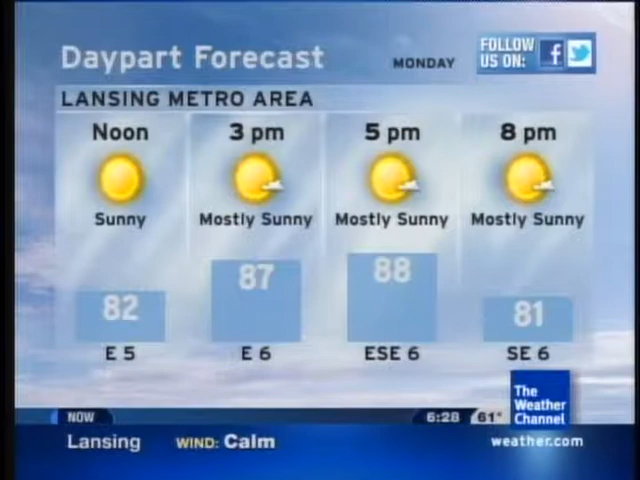 Daypart Forecast
MONDAY
FOLLOW
US ON:
f
LANSING METRO AREA
Noon 3 pm 5 pm 8 pm
Sunny Mostly Sunny Mostly Sunny Mostly Sunny
82 87 88 81
E 5 E 6 ESE 6 SE 6
The
Weather
Channel
NOW
6:28 61°
Lansing WIND: Calm
weather.com